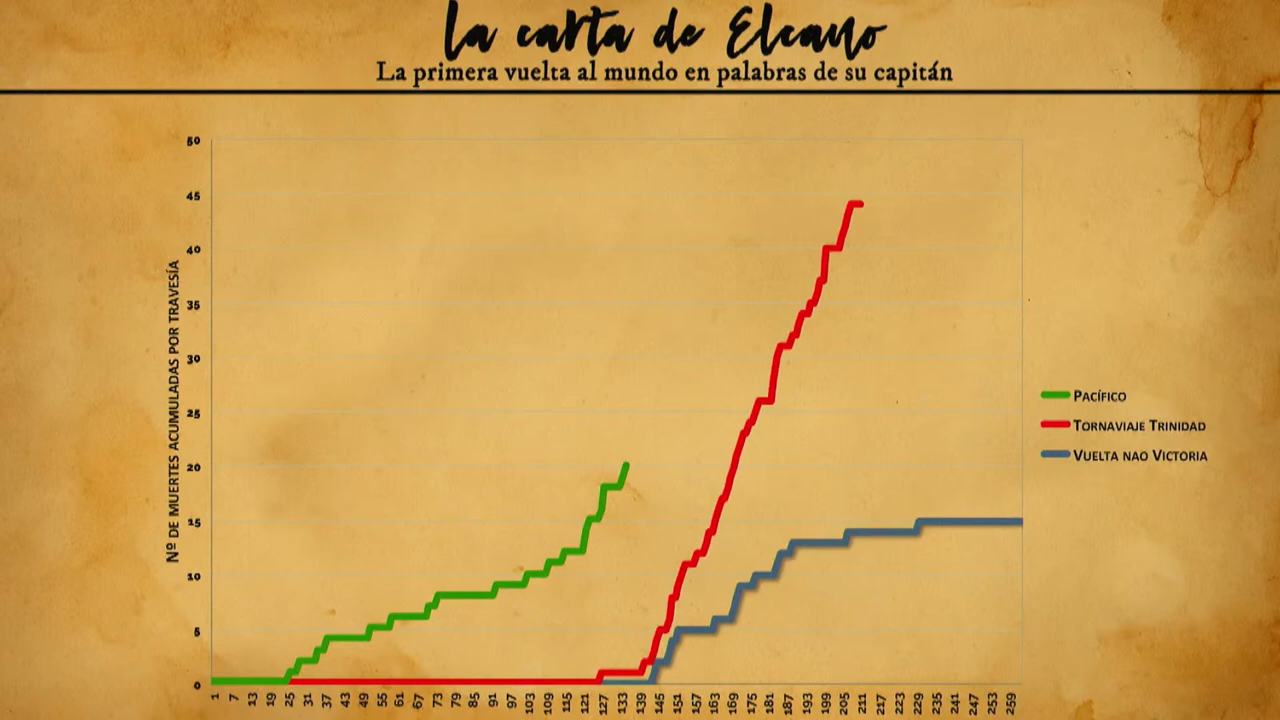 La carta de Elcano
La primera vuelta al mundo en palabras de su capitán
50
45
40
35
30
25
20
15
10
5
0
Nº DE MUERTES ACUMULADAS POR TRAVESÍA
PACÍFICO
TORNAVIAJE TRINIDAD
VUELTA NAO VICTORIA
1 7 13 19 25 31 37 43 49 55 61 67 73 79 85 91 97 103 109 115 121 127 133 139 145 151 157 163 169 175 181 187 193 199 205 211 217 223 229 235 241 247 253 259